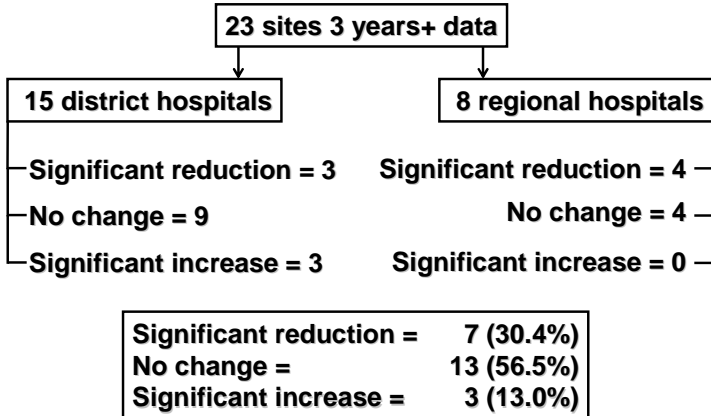 23 sites 3 years+ data
15 district hospitals
8 regional hospitals
Significant reduction = 3
No change = 9
Significant increase = 3
Significant reduction = 4
No change = 4
Significant increase = 0
Significant reduction = 7 (30.4%)
No change = 13 (56.5%)
Significant increase = 3 (13.0%)